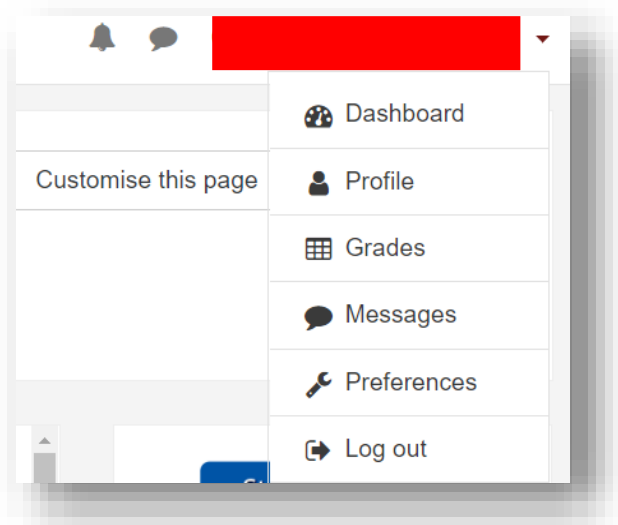 Dashboard
Customise this page
Profile
Grades
Messages
Preferences
Log out